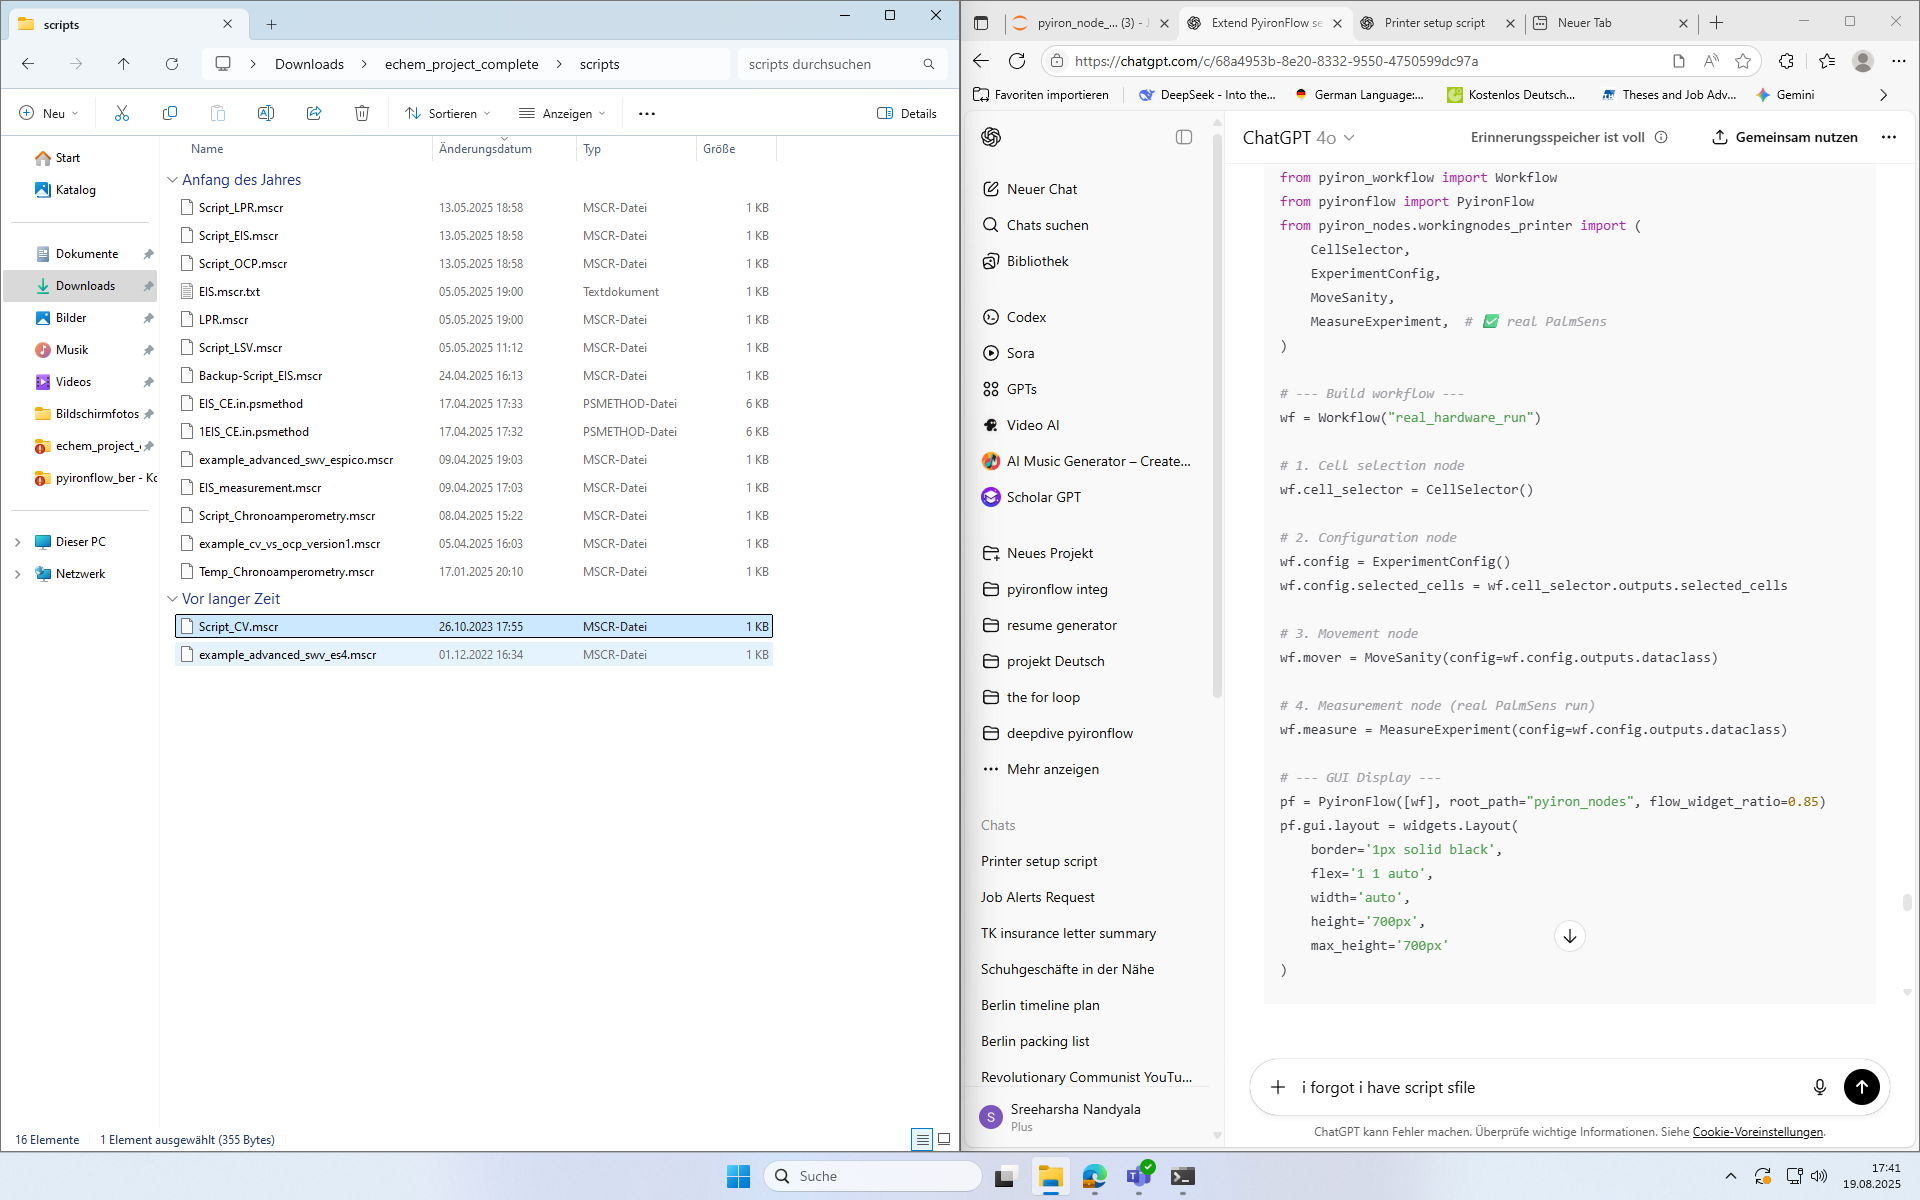 scripts
Downloads
echem_project_complete
scripts
scripts durchsuchen
Neu
Sortieren
Anzeigen
Details
Start
Katalog
Dokumente
Downloads
Bilder
Musik
Videos
Bildschirmfotos
echem_project_
pyironflow_ber - Ko
Dieser PC
Netzwerk
Name Änderungsdatum Typ Größe
Anfang des Jahres
Script_LPR.mscr 13.05.2025 18:58 MSCR-Datei 1 KB
Script_EIS.mscr 13.05.2025 18:58 MSCR-Datei 1 KB
Script_OCP.mscr 13.05.2025 18:58 MSCR-Datei 1 KB
EIS.mscr.txt 05.05.2025 19:00 Textdokument 1 KB
LPR.mscr 05.05.2025 19:00 MSCR-Datei 1 KB
Script_LSV.mscr 05.05.2025 11:12 MSCR-Datei 1 KB
Backup-Script_EIS.mscr 24.04.2025 16:13 MSCR-Datei 1 KB
EIS_CE.in.psmethod 17.04.2025 17:33 PSMETHOD-Datei 6 KB
1EIS_CE.in.psmethod 17.04.2025 17:32 PSMETHOD-Datei 6 KB
example_advanced_swv_espico.mscr 09.04.2025 19:03 MSCR-Datei 1 KB
EIS_measurement.mscr 09.04.2025 17:03 MSCR-Datei 1 KB
Script_Chronoamperometry.mscr 08.04.2025 15:22 MSCR-Datei 1 KB
example_cv_vs_ocp_version1.mscr 05.04.2025 16:03 MSCR-Datei 1 KB
Temp_Chronoamperometry.mscr 17.01.2025 20:10 MSCR-Datei 1 KB
Vor langer Zeit
Script_CV.mscr 26.10.2023 17:55 MSCR-Datei 1 KB
example_advanced_swv_es4.mscr 01.12.2022 16:34 MSCR-Datei 1 KB
16 Elemente 1 Element ausgewählt (355 Bytes)
pyiron_node_... (3) - J
Extend PyironFlow se
Printer setup script
Neuer Tab
https://chatgpt.com/c/68a4953b-8e20-8332-9550-4750599dc97a
Favoriten importieren
DeepSeek - Into the...
German Language:...
Kostenlos Deutsch...
Theses and Job Adv...
Gemini
Neuer Chat
Chats suchen
Bibliothek
Codex
Sora
GPTs
Video AI
AI Music Generator – Create...
Scholar GPT
Neues Projekt
pyironflow integ
resume generator
projekt Deutsch
the for loop
deepdive pyironflow
Mehr anzeigen
Chats
Printer setup script
Job Alerts Request
TK insurance letter summary
Schuhgeschäfte in der Nähe
Berlin timeline plan
Berlin packing list
Revolutionary Communist YouTu...
S
Sreeharsha Nandyala
Plus
ChatGPT 4o
Erinnerungsspeicher ist voll
Gemeinsam nutzen
from pyiron_workflow import Workflow
from pyironflow import PyironFlow
from pyiron_nodes.workingnodes_printer import (
CellSelector,
ExperimentConfig,
MoveSanity,
MeasureExperiment, # ✅ real PalmSens
)
# --- Build workflow ---
wf = Workflow("real_hardware_run")
# 1. Cell selection node
wf.cell_selector = CellSelector()
# 2. Configuration node
wf.config = ExperimentConfig()
wf.config.selected_cells = wf.cell_selector.outputs.selected_cells
# 3. Movement node
wf.mover = MoveSanity(config=wf.config.outputs.dataclass)
# 4. Measurement node (real PalmSens run)
wf.measure = MeasureExperiment(config=wf.config.outputs.dataclass)
# --- GUI Display ---
pf = PyironFlow([wf], root_path="pyiron_nodes", flow_widget_ratio=0.85)
pf.gui.layout = widgets.Layout(
border='1px solid black',
flex='1 1 auto',
width='auto',
height='700px',
max_height='700px'
)
i forgot i have script sfile
ChatGPT kann Fehler machen. Überprüfe wichtige Informationen. Siehe Cookie-Voreinstellungen.
Suche
17:41
19.08.2025